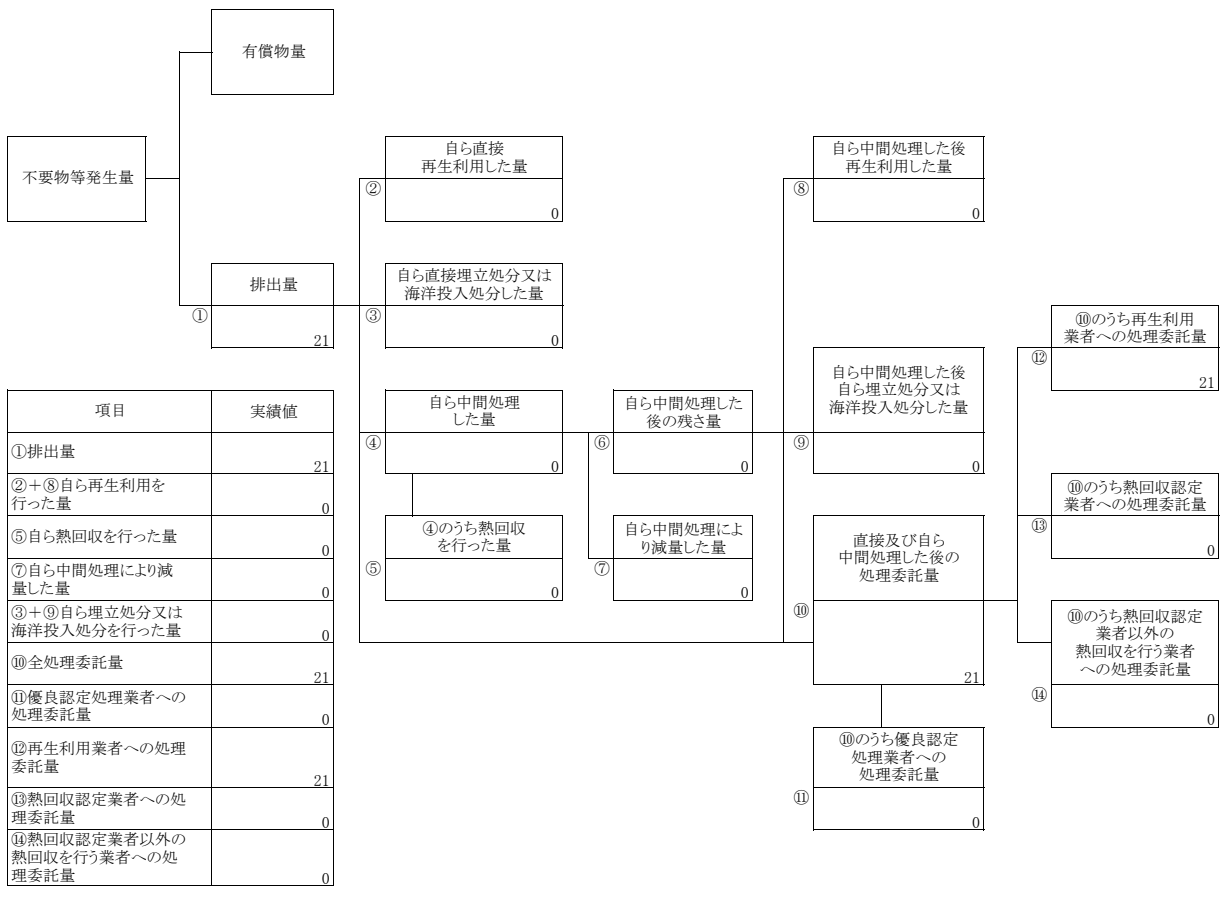 有償物量
不要物等発生量
排出量
①
21
自ら直接
再生利用した量
②
0
自ら直接埋立処分又は
海洋投入処分した量
③
0
自ら中間処理
した量
④
0
④のうち熱回収
を行った量
⑤
0
自ら中間処理した
後の残さ量
⑥
0
自ら中間処理によ
り減量した量
⑦
0
自ら中間処理した後
再生利用した量
⑧
0
自ら中間処理した後
自ら埋立処分又は
海洋投入処分した量
⑨
0
直接及び自ら
中間処理した後の
処理委託量
⑩
21
⑩のうち優良認定
処理業者への
処理委託量
⑪
0
⑩のうち再生利用
業者への処理委託量
⑫
21
⑩のうち熱回収認定
業者への処理委託量
⑬
0
⑩のうち熱回収認定
業者以外の
熱回収を行う業者
への処理委託量
⑭
0
項目 実績値
①排出量
21
②＋⑧自ら再生利用を
行った量
0
⑤自ら熱回収を行った量
0
⑦自ら中間処理により減
量した量
0
③＋⑨自ら埋立処分又は
海洋投入処分を行った量
0
⑩全処理委託量
21
⑪優良認定処理業者への
処理委託量
0
⑫再生利用業者への処理
委託量
21
⑬熱回収認定業者への処
理委託量
0
⑭熱回収認定業者以外の
熱回収を行う業者への処
理委託量
0